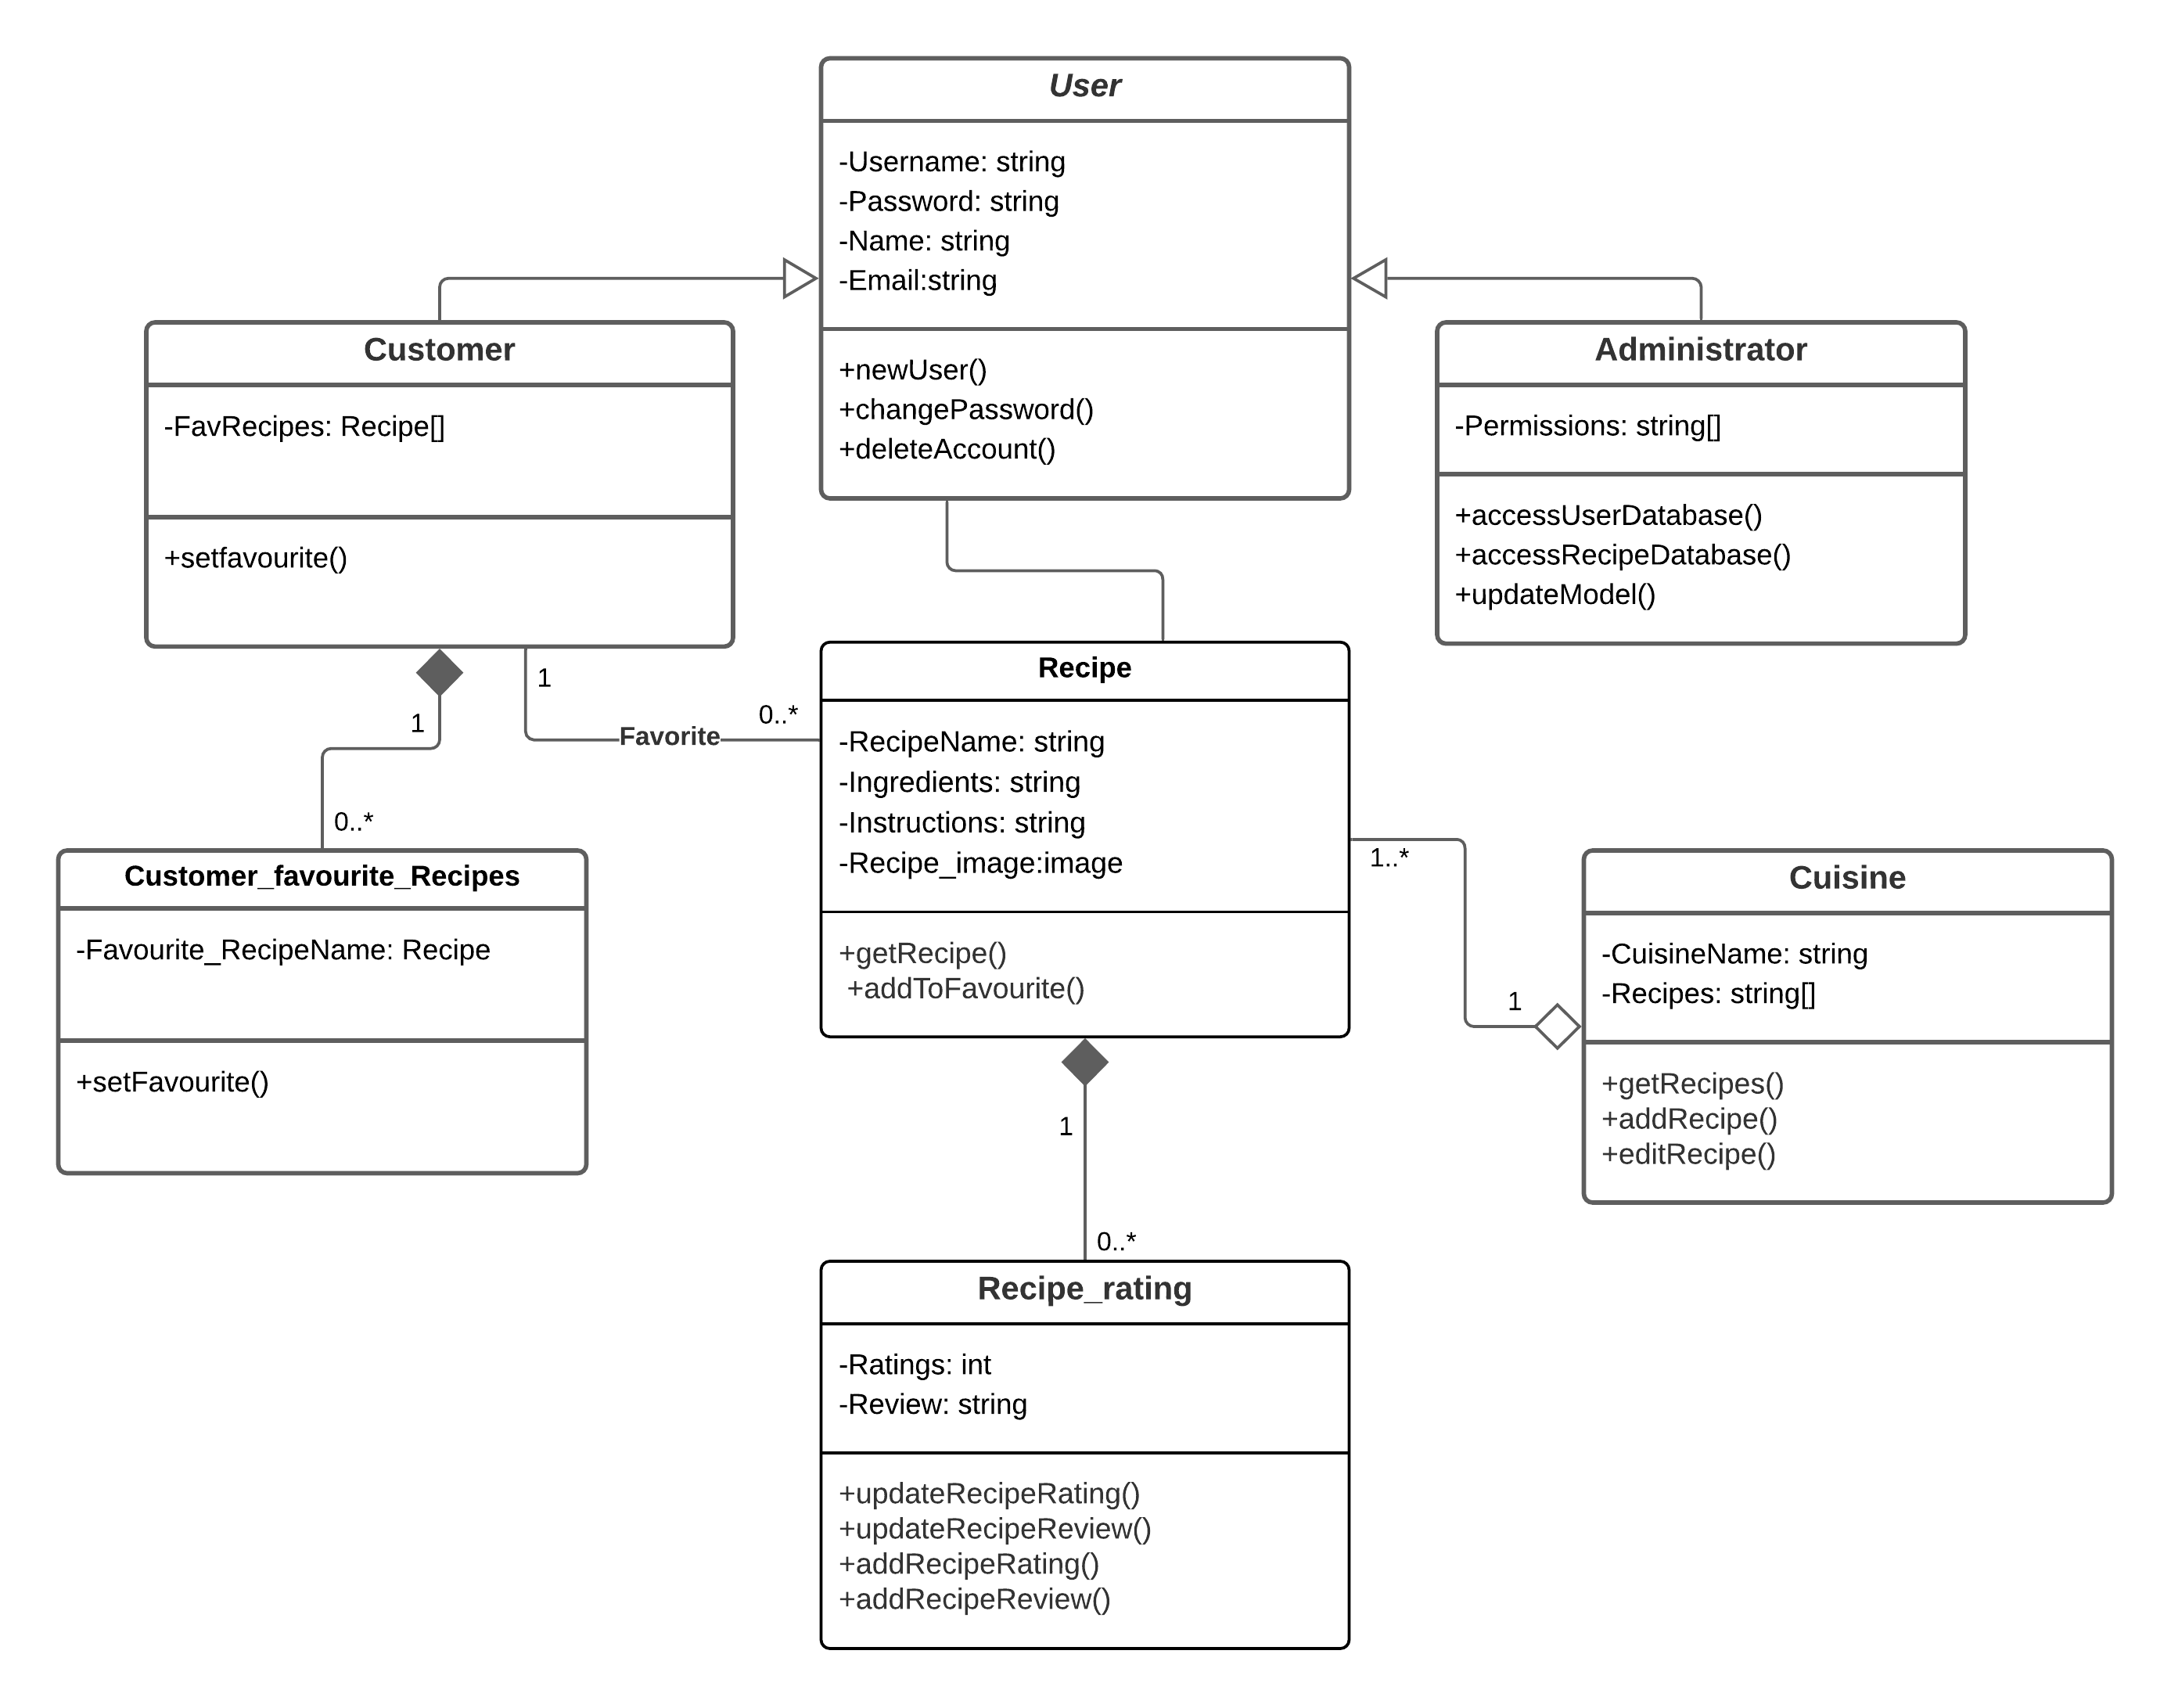 User
-Username: string
-Password: string
-Name: string
-Email:string
+newUser()
+changePassword()
+deleteAccount()
Customer
-FavRecipes: Recipe[]
+setfavourite()
Administrator
-Permissions: string[]
+accessUserDatabase()
+accessRecipeDatabase()
+updateModel()
1
1
0..*
Favorite
0..*
Recipe
-RecipeName: string
-Ingredients: string
-Instructions: string
-Recipe_image:image
+getRecipe()
+addToFavourite()
1..*
1
Customer_favourite_Recipes
-Favourite_RecipeName: Recipe
+setFavourite()
Cuisine
-CuisineName: string
-Recipes: string[]
+getRecipes()
+addRecipe()
+editRecipe()
1
0..*
Recipe_rating
-Ratings: int
-Review: string
+updateRecipeRating()
+updateRecipeReview()
+addRecipeRating()
+addRecipeReview()